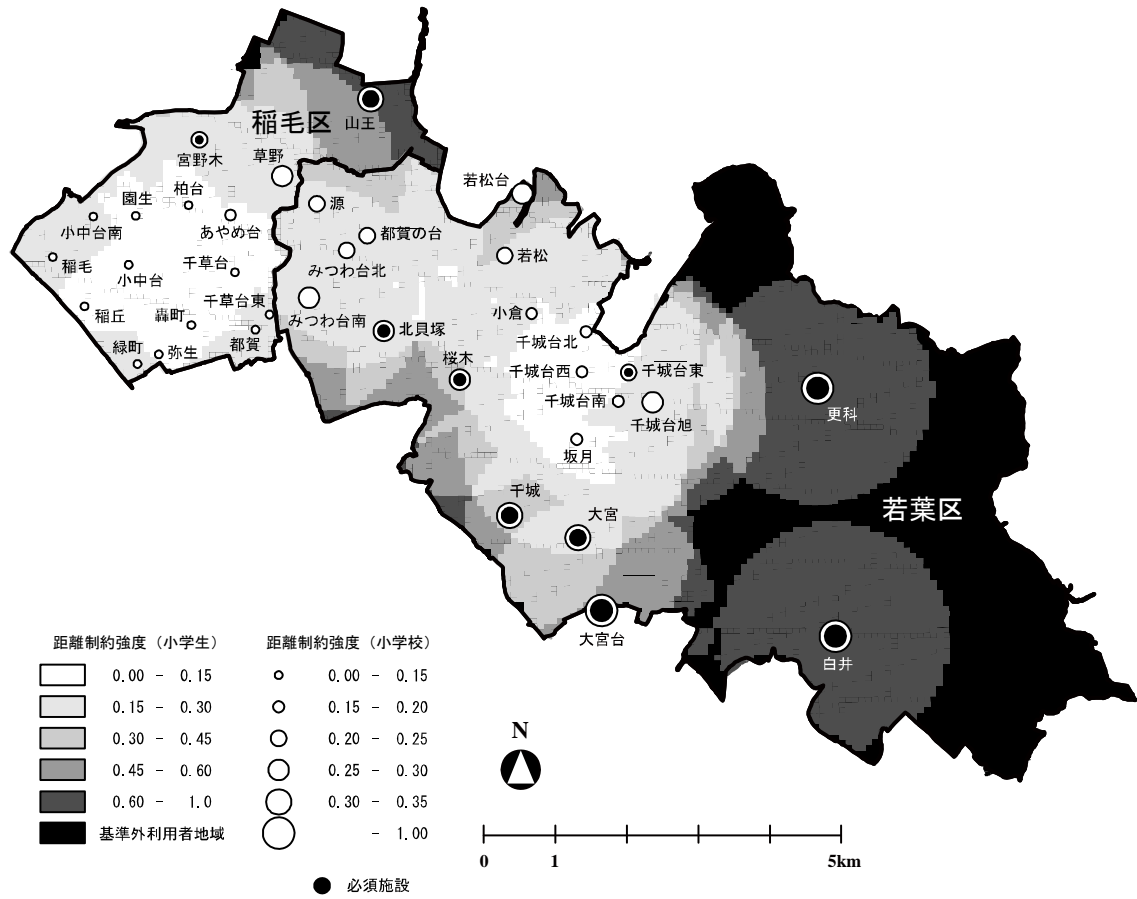 稲毛区
山王
宮野木
草野
若松台
柏台
園生
源
小中台南
あやめ台
都賀の台
稲毛
千草台
小中台
みつわ台北
若松
千草台東
稲丘
轟町
みつわ台南
北貝塚
小倉
千城台北
緑町
弥生
都賀
桜木
千城台西
千城台東
千城台南
千城台旭
更科
坂月
千城
大宮
若葉区
大宮台
白井
距離制約強度（小学生）
0.00 － 0.15
0.15 － 0.30
0.30 － 0.45
0.45 － 0.60
0.60 － 1.0
基準外利用者地域
距離制約強度（小学校）
0.00 － 0.15
0.15 － 0.20
0.20 － 0.25
0.25 － 0.30
0.30 － 0.35
－ 1.00
必須施設
N
0 1 5km